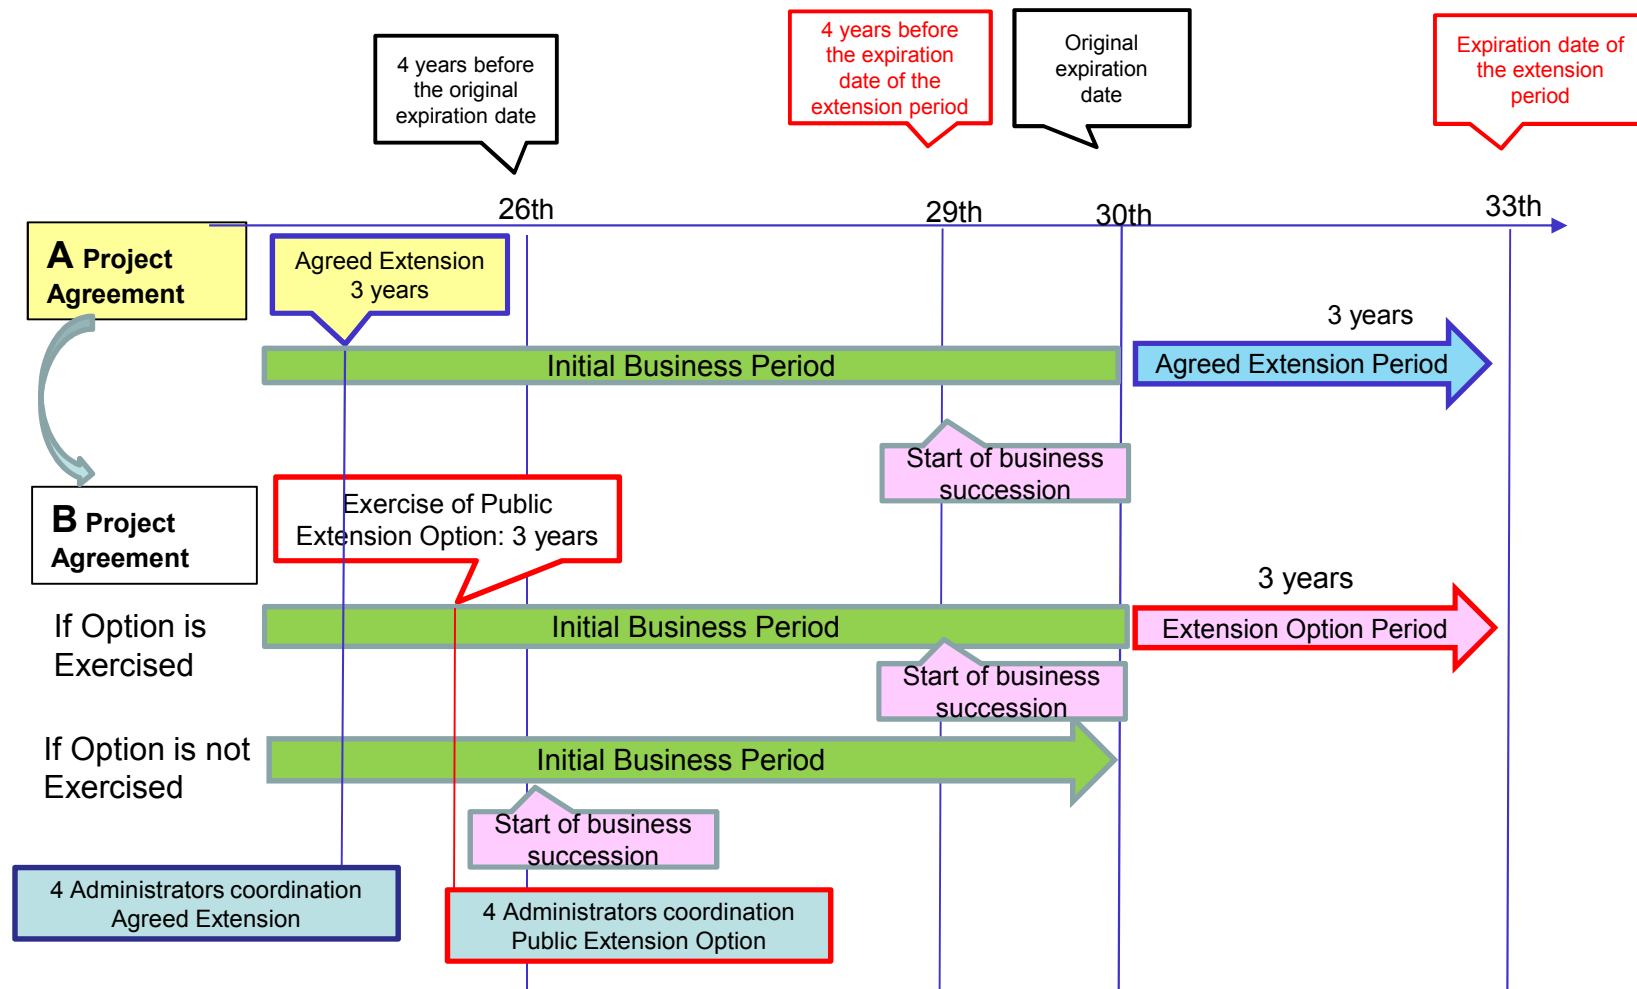 4 years before
the original
expiration date
4 years before
the expiration
date of the
extension period
Original
expiration
date
Expiration date of
the extension
period
26th
29th
30th
33th
A Project
Agreement
Agreed Extension
3 years
3 years
Initial Business Period
Agreed Extension Period
Start of business
succession
B Project
Agreement
Exercise of Public
Extension Option: 3 years
3 years
If Option is
Exercised
Initial Business Period
Extension Option Period
Start of business
succession
If Option is not
Exercised
Initial Business Period
Start of business
succession
4 Administrators coordination
Agreed Extension
4 Administrators coordination
Public Extension Option